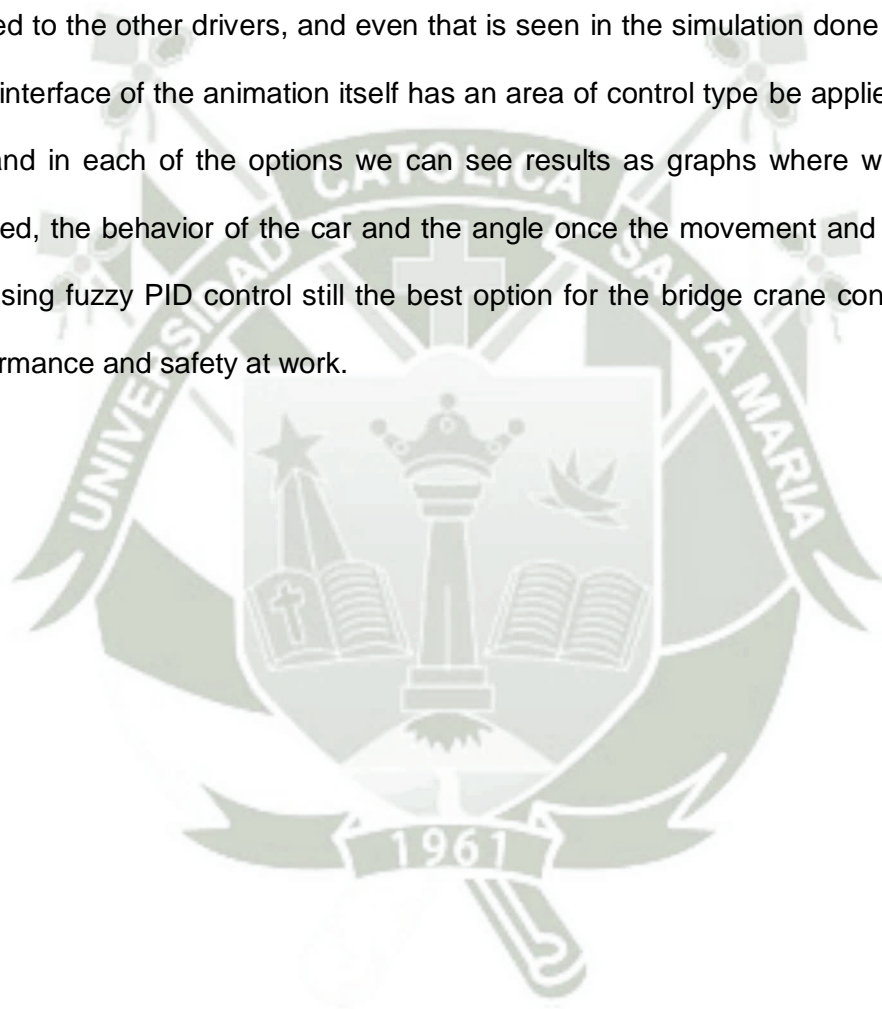 ed to the other drivers, and even that is seen in the simulation done
interface of the animation itself has an area of control type be applie
and in each of the options we can see results as graphs where w
ed, the behavior of the car and the angle once the movement and
sing fuzzy PID control still the best option for the bridge crane con
rmance and safety at work.
UNIVERSIDAD CATOLICA SANTA MARIA
1961